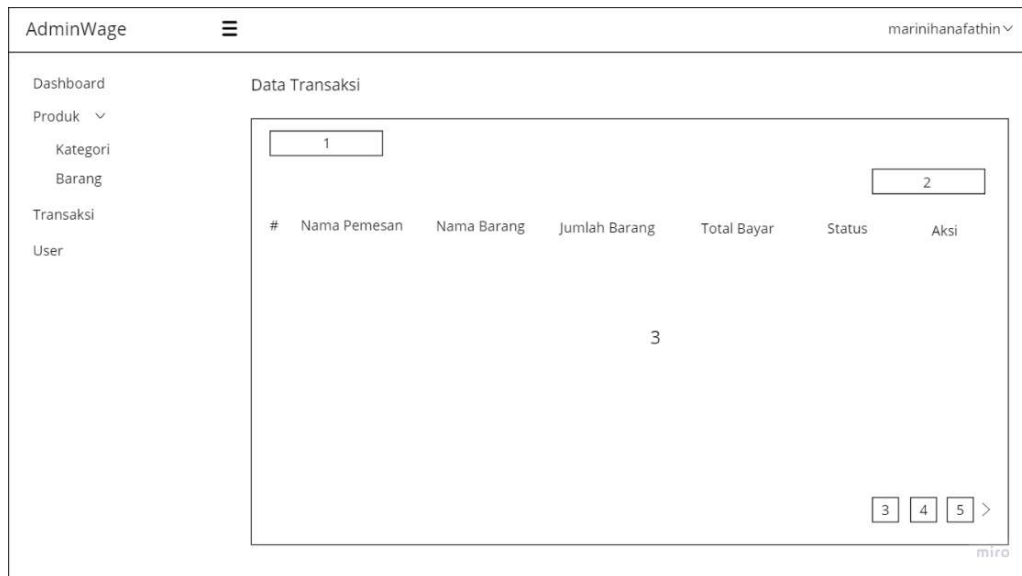 AdminWage
marinihanafathin
Dashboard
Produk
Kategori
Barang
Transaksi
User
Data Transaksi
1
2
# Nama Pemesan Nama Barang Jumlah Barang Total Bayar Status Aksi
3
3 4 5 >
miro